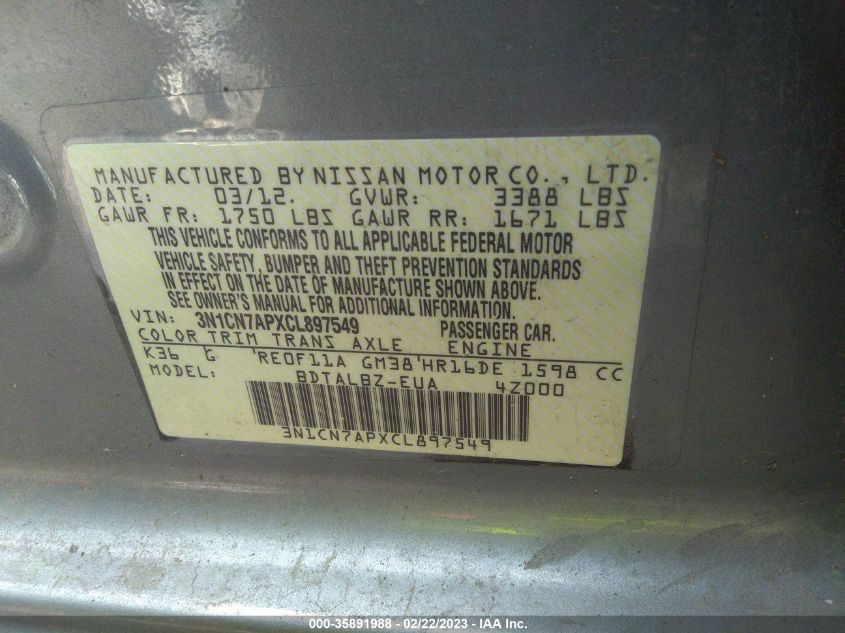 MANUFACTURED BY NISSAN MOTOR CO., LTD.
DATE: 03/12. GVWR: 3388 LBS
GAWR FR: 1750 LBS GAWR RR: 1671 LBS
THIS VEHICLE CONFORMS TO ALL APPLICABLE FEDERAL MOTOR
VEHICLE SAFETY, BUMPER AND THEFT PREVENTION STANDARDS
IN EFFECT ON THE DATE OF MANUFACTURE SHOWN ABOVE.
SEE OWNER'S MANUAL FOR ADDITIONAL INFORMATION.
VIN: 3N1CN7APXCL897549 PASSENGER CAR.
COLOR TRIM TRANS AXLE ENGINE
K36 G 'RE0F11A GM38'HR16DE 1598 CC
MODEL: BDTALBZ-EUA 4Z000
3N1CN7APXCL897549
000-35891988 - 02/22/2023 - IAA Inc.